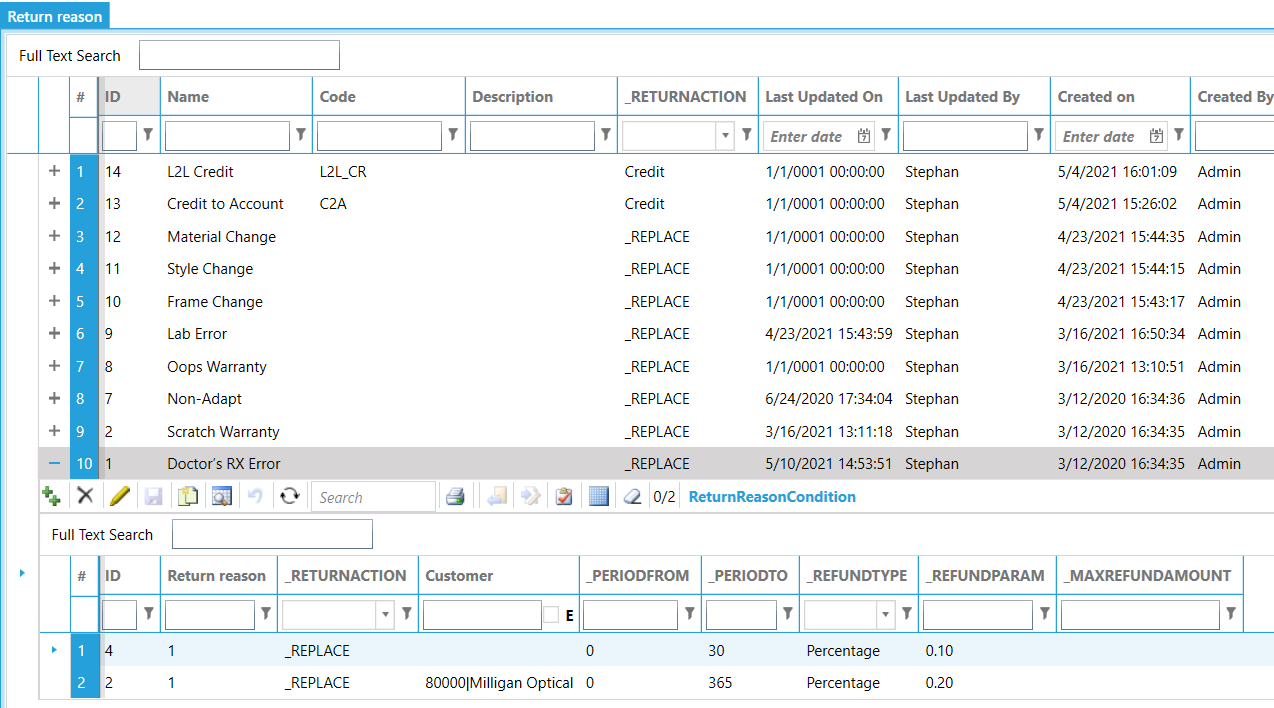 Return reason
Full Text Search
# ID Name Code Description _RETURNACTION Last Updated On Last Updated By Created on Created By
Enter date Enter date
1 14 L2L Credit L2L_CR Credit 1/1/0001 00:00:00 Stephan 5/4/2021 16:01:09 Admin
2 13 Credit to Account C2A Credit 1/1/0001 00:00:00 Stephan 5/4/2021 15:26:02 Admin
3 12 Material Change _REPLACE 1/1/0001 00:00:00 Stephan 4/23/2021 15:44:35 Admin
4 11 Style Change _REPLACE 1/1/0001 00:00:00 Stephan 4/23/2021 15:44:15 Admin
5 10 Frame Change _REPLACE 1/1/0001 00:00:00 Stephan 4/23/2021 15:43:17 Admin
6 9 Lab Error _REPLACE 4/23/2021 15:43:59 Stephan 3/16/2021 16:50:34 Admin
7 8 Oops Warranty _REPLACE 1/1/0001 00:00:00 Stephan 3/16/2021 13:10:51 Admin
8 7 Non-Adapt _REPLACE 6/24/2020 17:34:04 Stephan 3/12/2020 16:34:36 Admin
9 2 Scratch Warranty _REPLACE 3/16/2021 13:11:18 Stephan 3/12/2020 16:34:35 Admin
10 1 Doctor's RX Error _REPLACE 5/10/2021 14:53:51 Stephan 3/12/2020 16:34:35 Admin
Search 0/2 ReturnReasonCondition
Full Text Search
# ID Return reason _RETURNACTION Customer _PERIODFROM _PERIODTO _REFUNDTYPE _REFUNDPARAM _MAXREFUNDAMOUNT
E
1 4 1 _REPLACE 0 30 Percentage 0.10
2 2 1 _REPLACE 80000|Milligan Optical 0 365 Percentage 0.20